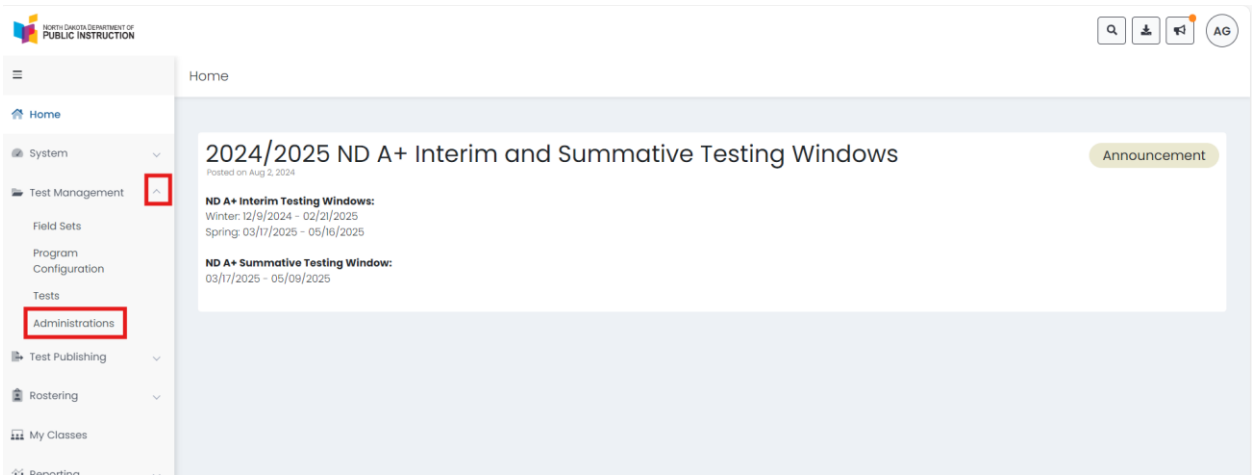 NORTH DAKOTA DEPARTMENT OF
PUBLIC INSTRUCTION
AG
Home
Home
System
Test Management
Field Sets
Program
Configuration
Tests
Administrations
Test Publishing
Rostering
My Classes
Reporting
2024/2025 ND A+ Interim and Summative Testing Windows
Announcement
Posted on Aug 2, 2024
ND A+ Interim Testing Windows:
Winter: 12/9/2024 - 02/21/2025
Spring: 03/17/2025 - 05/16/2025
ND A+ Summative Testing Window:
03/17/2025 - 05/09/2025